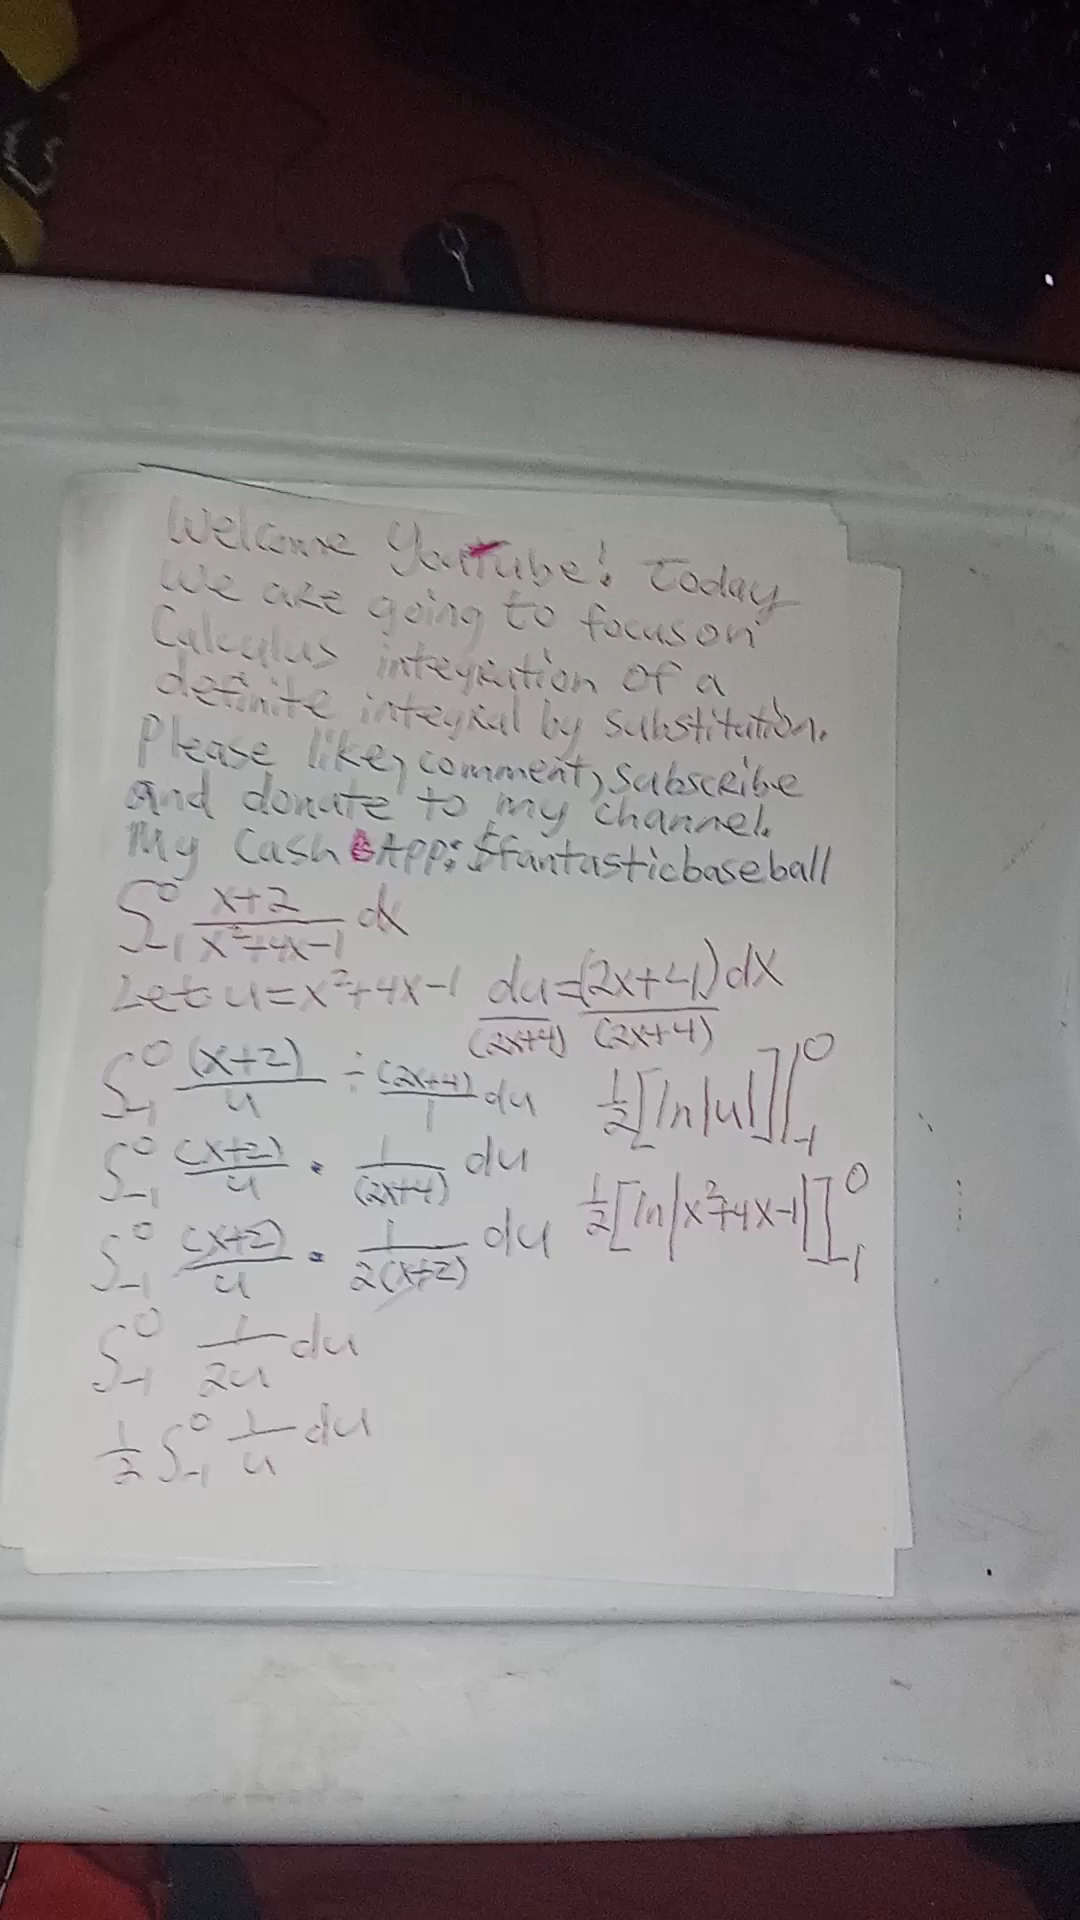 Welcome YouTube! Today
We are going to focus on
Calculus integration of a
definite integral by substitution.
Please like, comment, subscribe
and donate to my channel.
My Cash App: $fantasticbaseball
∫₋₁⁰ (x+2)/(x²+4x-1) dx
Let u=x²+4x-1 du/(2x+4)=(2x+4)dx/(2x+4)
∫₋₁⁰ (x+2)/u ÷ (2x+4)/1 du
∫₋₁⁰ (x+2)/u • 1/(2x+4) du
∫₋₁⁰ (x+2)/u • 1/2(x+2) du
∫₋₁⁰ 1/2u du
1/2 ∫₋₁⁰ 1/u du
1/2[ln|u|]|₋₁⁰
1/2[ln|x²+4x-1|]₋₁⁰